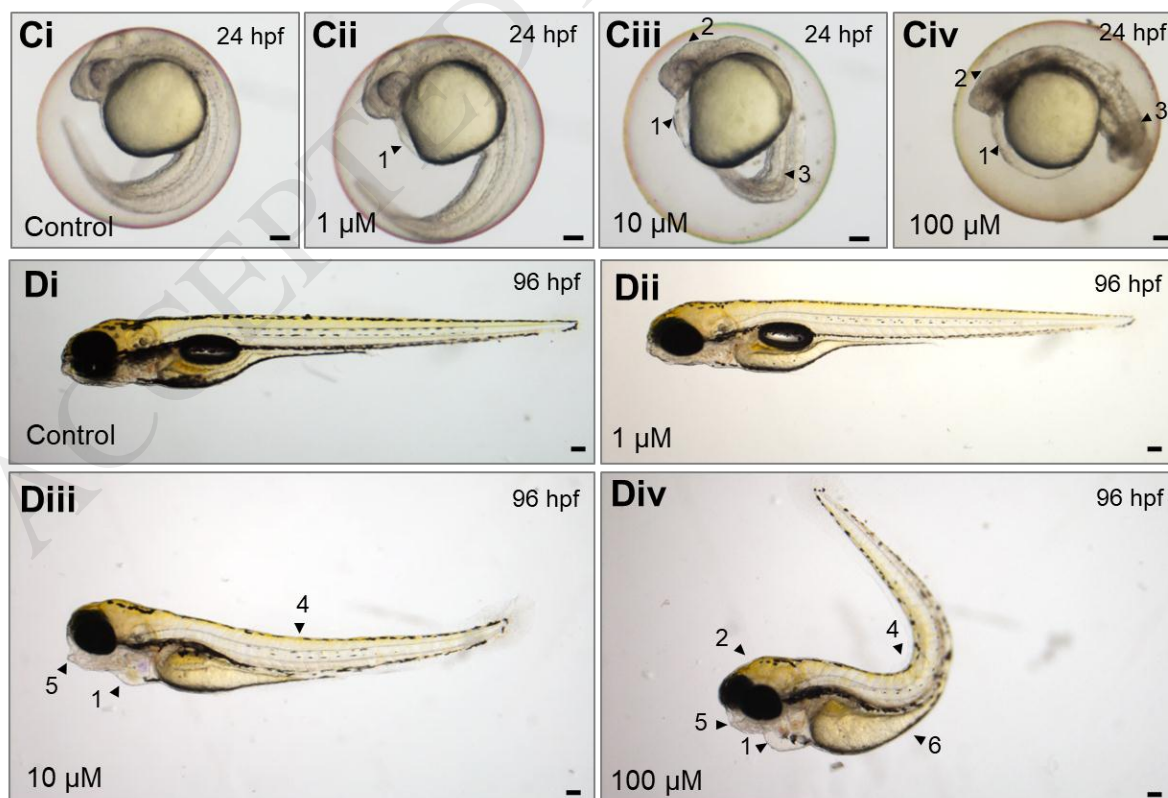 Ci 24 hpf
1 µM
Cii 24 hpf
1
Control
Ciii 24 hpf
2
1
3
10 µM
Civ 24 hpf
2
3
1
100 µM
Di 96 hpf
Control
Dii 96 hpf
1 µM
Diii 96 hpf
4
5
1
10 µM
Div 96 hpf
2
4
5
1
6
100 µM
ACCEPTED